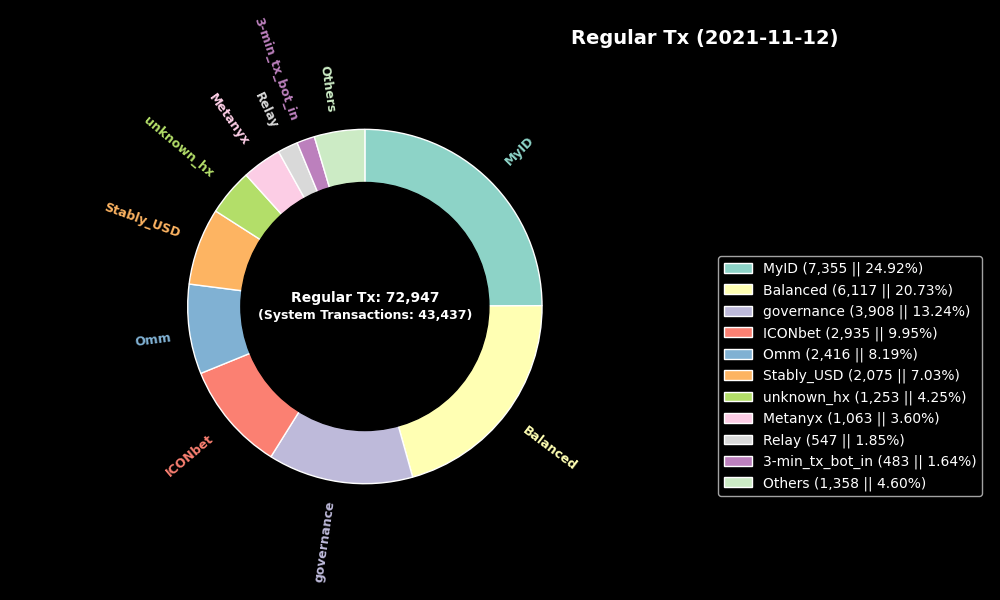 Regular Tx (2021-11-12)
3-min_tx_bot_in
Others
Relay
Metanyx
unknown_hx
MyID
Stably_USD
Omm
ICONbet
governance
Balanced
Regular Tx: 72,947
(System Transactions: 43,437)
MyID (7,355 || 24.92%)
Balanced (6,117 || 20.73%)
governance (3,908 || 13.24%)
ICONbet (2,935 || 9.95%)
Omm (2,416 || 8.19%)
Stably_USD (2,075 || 7.03%)
unknown_hx (1,253 || 4.25%)
Metanyx (1,063 || 3.60%)
Relay (547 || 1.85%)
3-min_tx_bot_in (483 || 1.64%)
Others (1,358 || 4.60%)